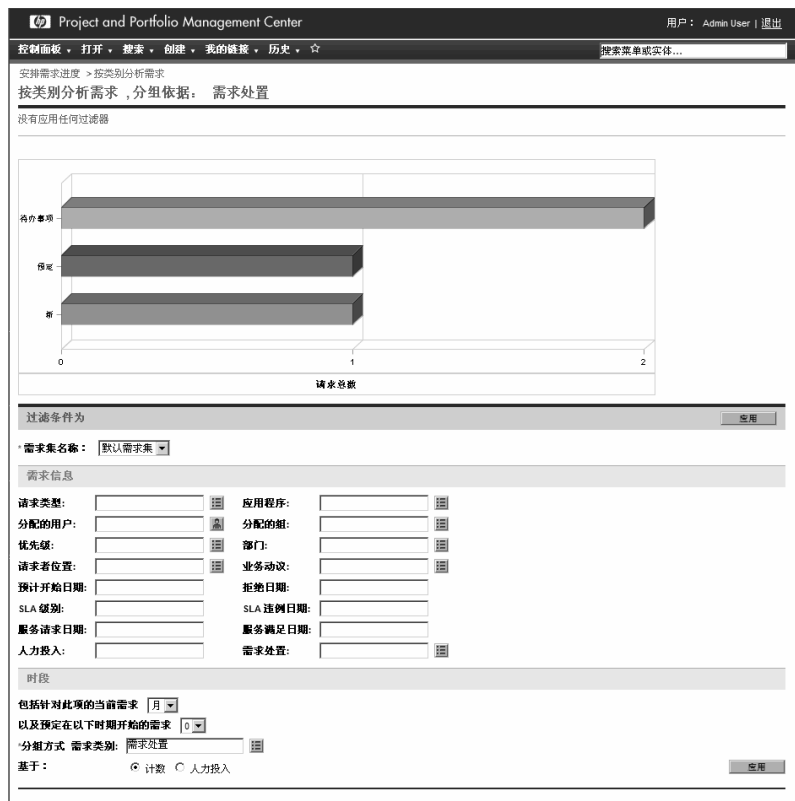 Project and Portfolio Management Center 用户： Admin User | 退出
控制面板 打开 搜索 创建 我的链接 历史 搜索菜单或实体...
安排需求进度 >按类别分析需求
按类别分析需求 ,分组依据： 需求处置
没有应用任何过滤器
待办事项
预定
新
0 1 2
请求总数
过滤条件为 应用
*需求集名称： 默认需求集
需求信息
请求类型: 应用程序:
分配的用户: 分配的组:
优先级: 部门:
请求者位置: 业务动议:
预计开始日期: 拒绝日期:
SLA 级别: SLA 违例日期:
服务请求日期: 服务满足日期:
人力投入: 需求处置:
时段
包括针对此项的当前需求 月
以及预定在以下时期开始的需求 0
*分组方式 需求类别: 需求处置
基于： 计数 人力投入 应用